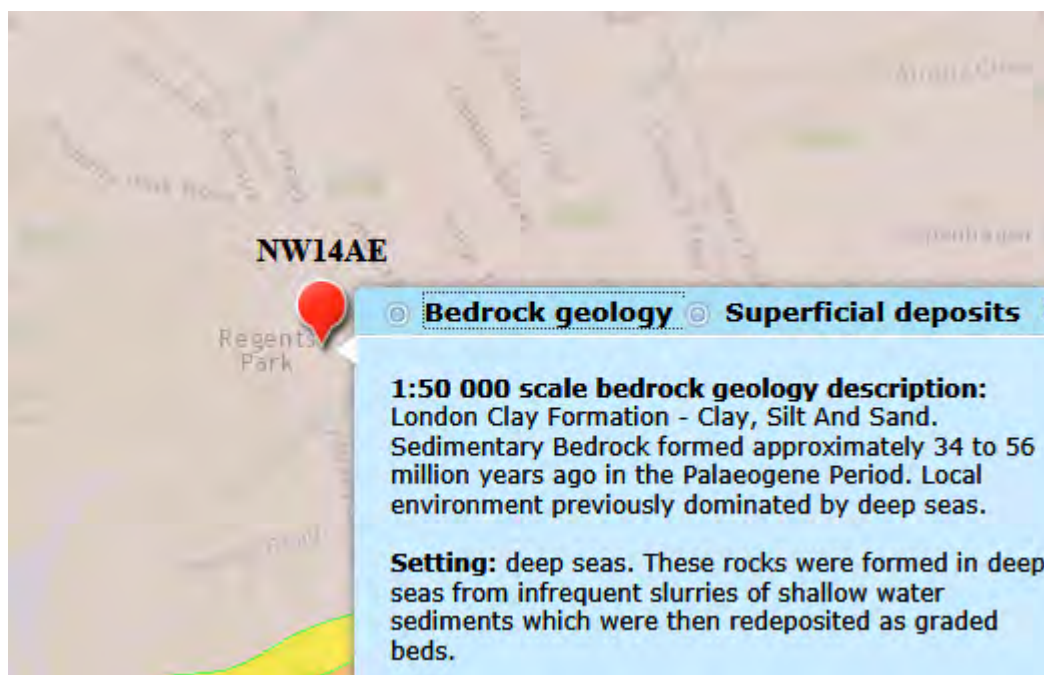 NW14AE
Regent's
Park
Bedrock geology Superficial deposits
1:50 000 scale bedrock geology description:
London Clay Formation - Clay, Silt And Sand.
Sedimentary Bedrock formed approximately 34 to 56
million years ago in the Palaeogene Period. Local
environment previously dominated by deep seas.
Setting: deep seas. These rocks were formed in deep
seas from infrequent slurries of shallow water
sediments which were then redeposited as graded
beds.